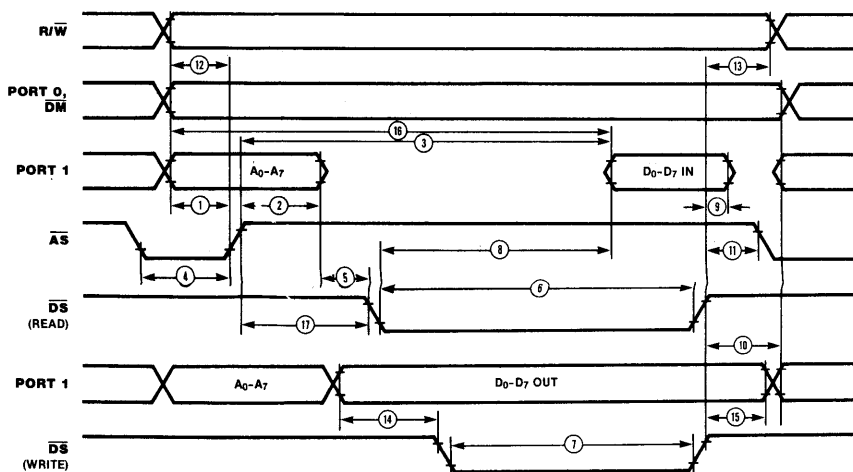 R/W̅
12
13
PORT 0,
D̅M̅
16
3
PORT 1
A₀-A₇
D₀-D₇ IN
1
2
9
A̅S̅
8
11
4
5
6
D̅S̅
(READ)
17
10
PORT 1
A₀-A₇
D₀-D₇ OUT
14
15
D̅S̅
(WRITE)
7